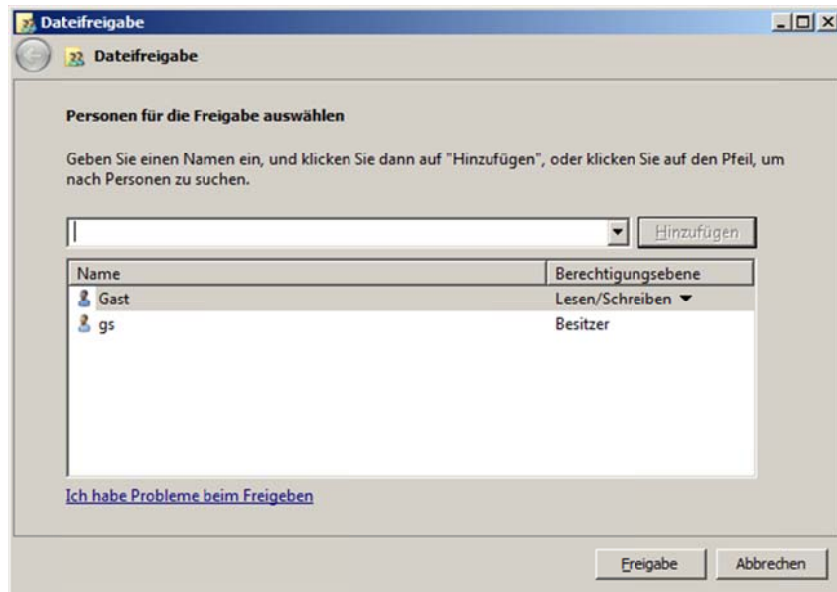 Dateifreigabe
Dateifreigabe
Personen für die Freigabe auswählen
Geben Sie einen Namen ein, und klicken Sie dann auf "Hinzufügen", oder klicken Sie auf den Pfeil, um
nach Personen zu suchen.
Hinzufügen
Name Berechtigungsebene
Gast Lesen/Schreiben
gs Besitzer
Ich habe Probleme beim Freigeben
Freigabe Abbrechen